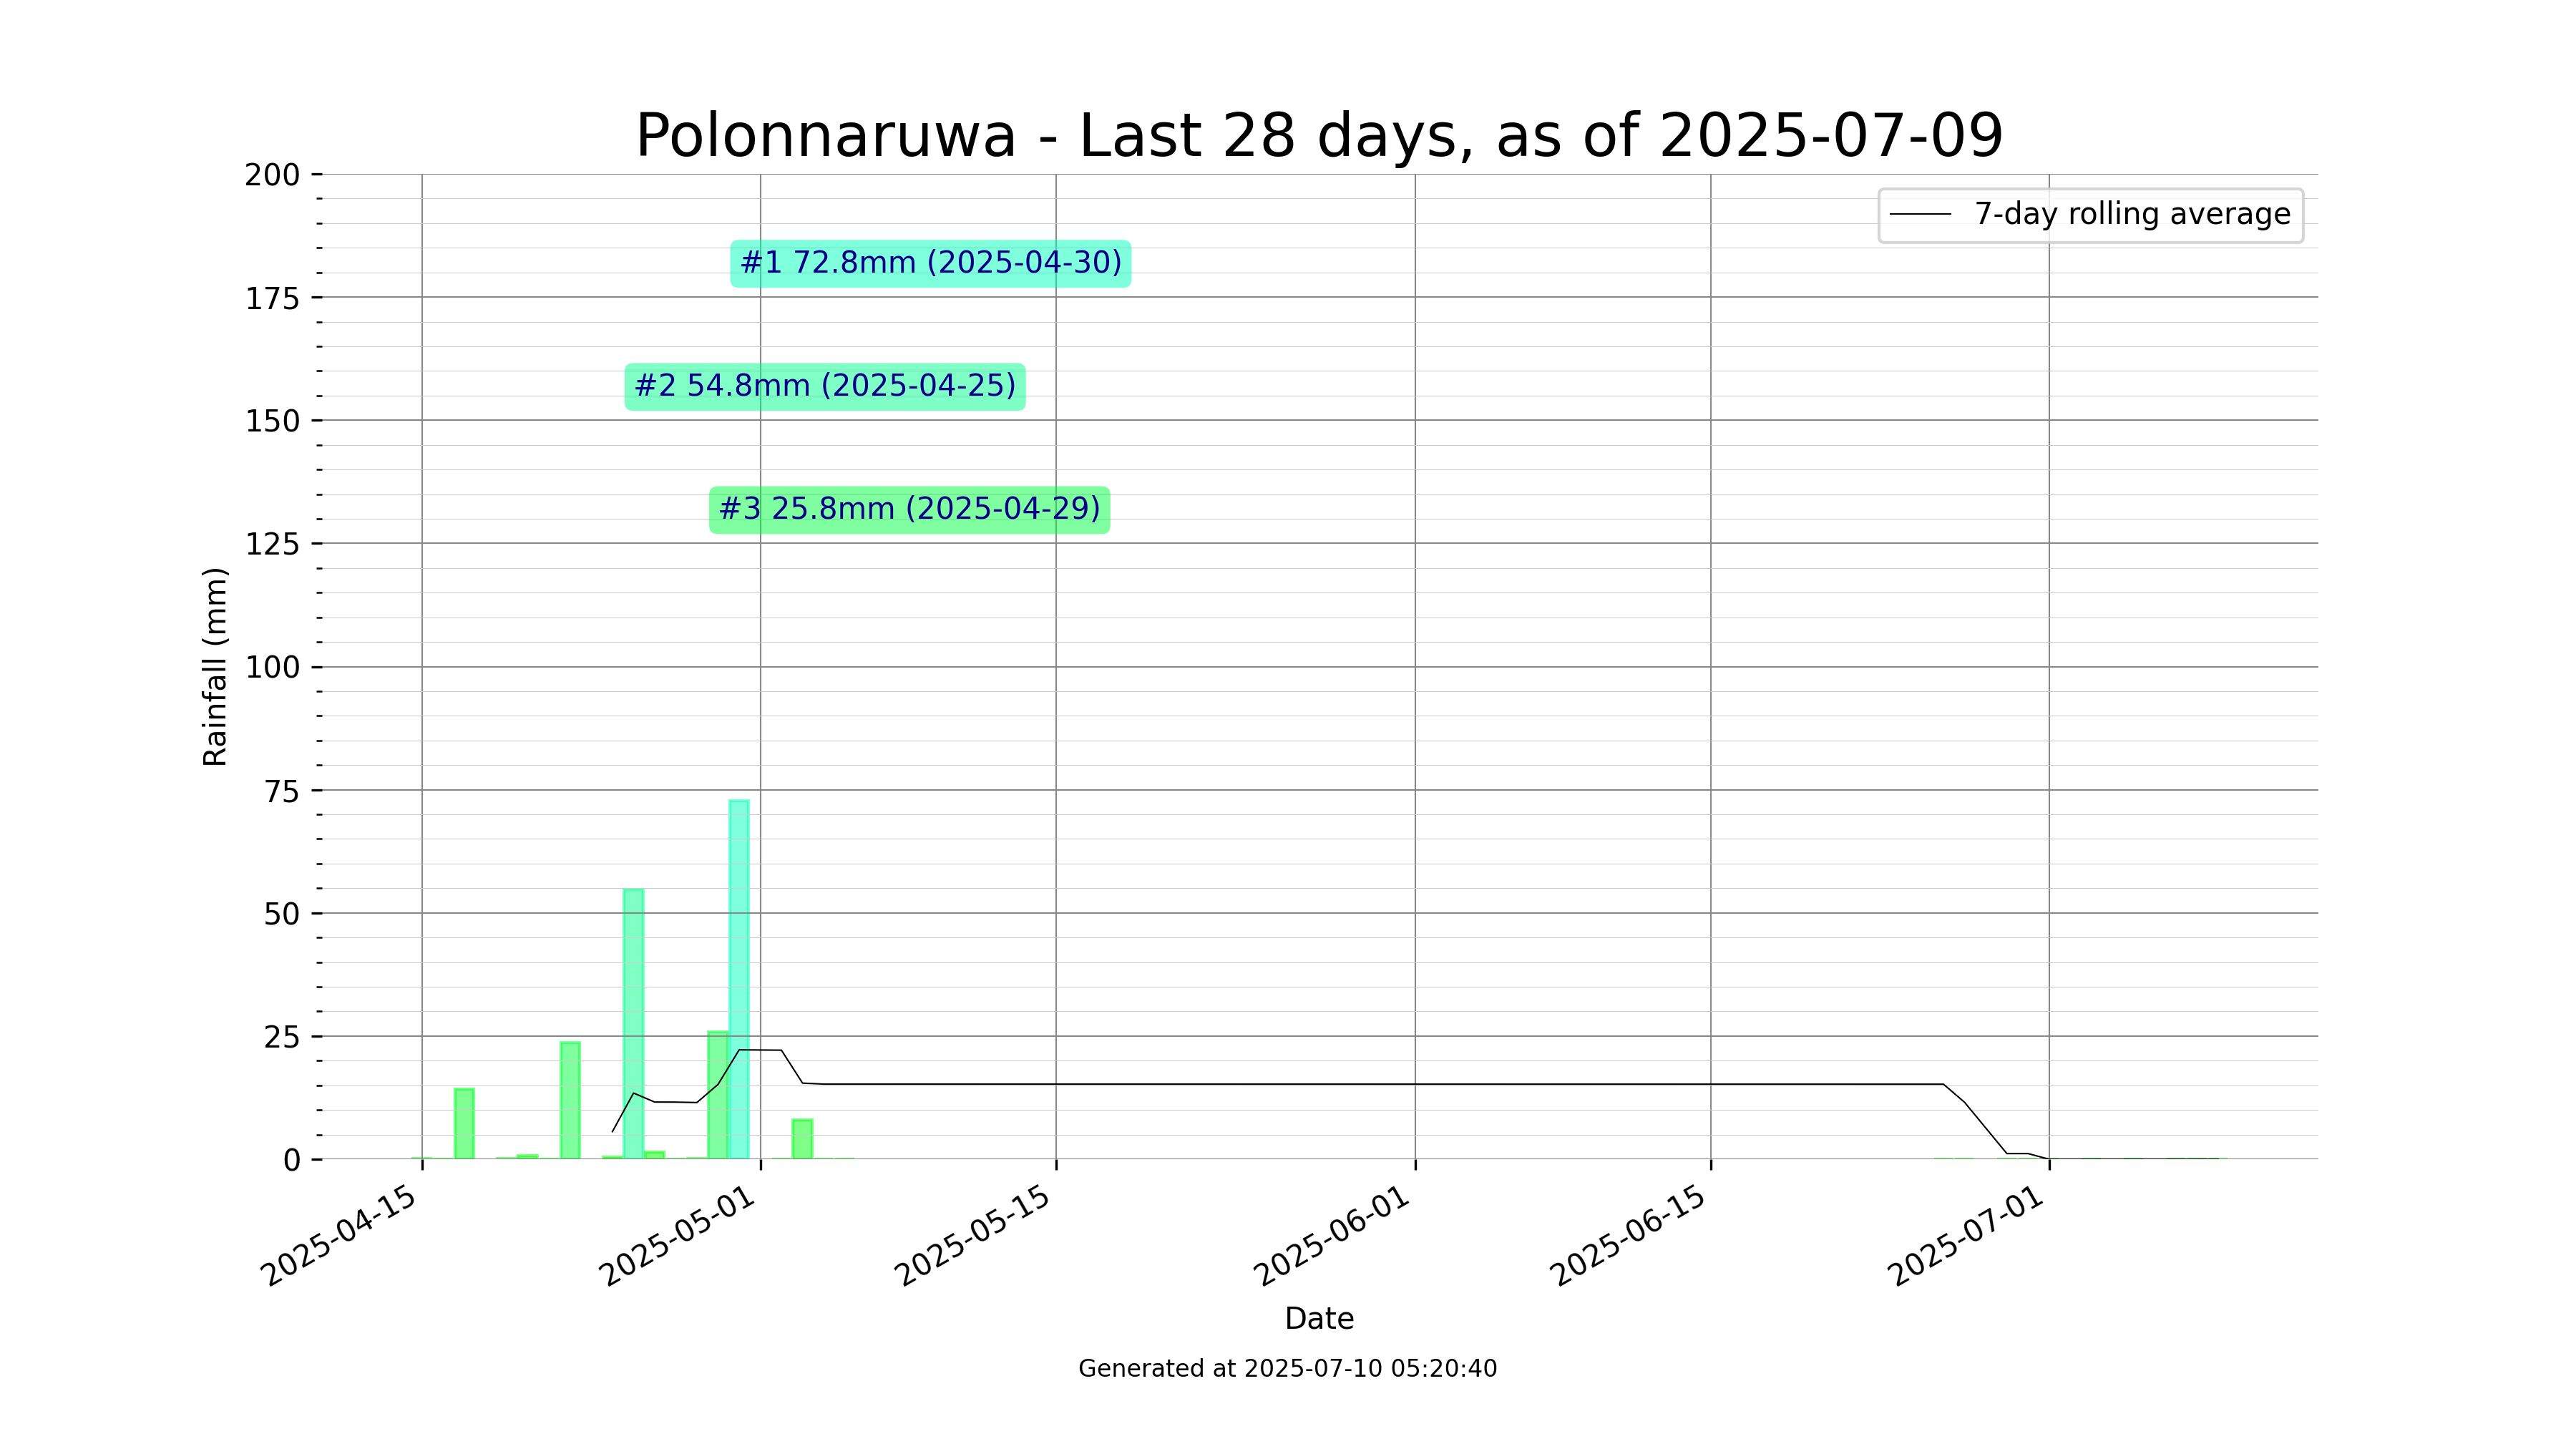 Polonnaruwa - Last 28 days, as of 2025-07-09
200
175
150
125
100
75
50
25
0
Rainfall (mm)
7-day rolling average
#1 72.8mm (2025-04-30)
#2 54.8mm (2025-04-25)
#3 25.8mm (2025-04-29)
2025-04-15
2025-05-01
2025-05-15
2025-06-01
2025-06-15
2025-07-01
Date
Generated at 2025-07-10 05:20:40